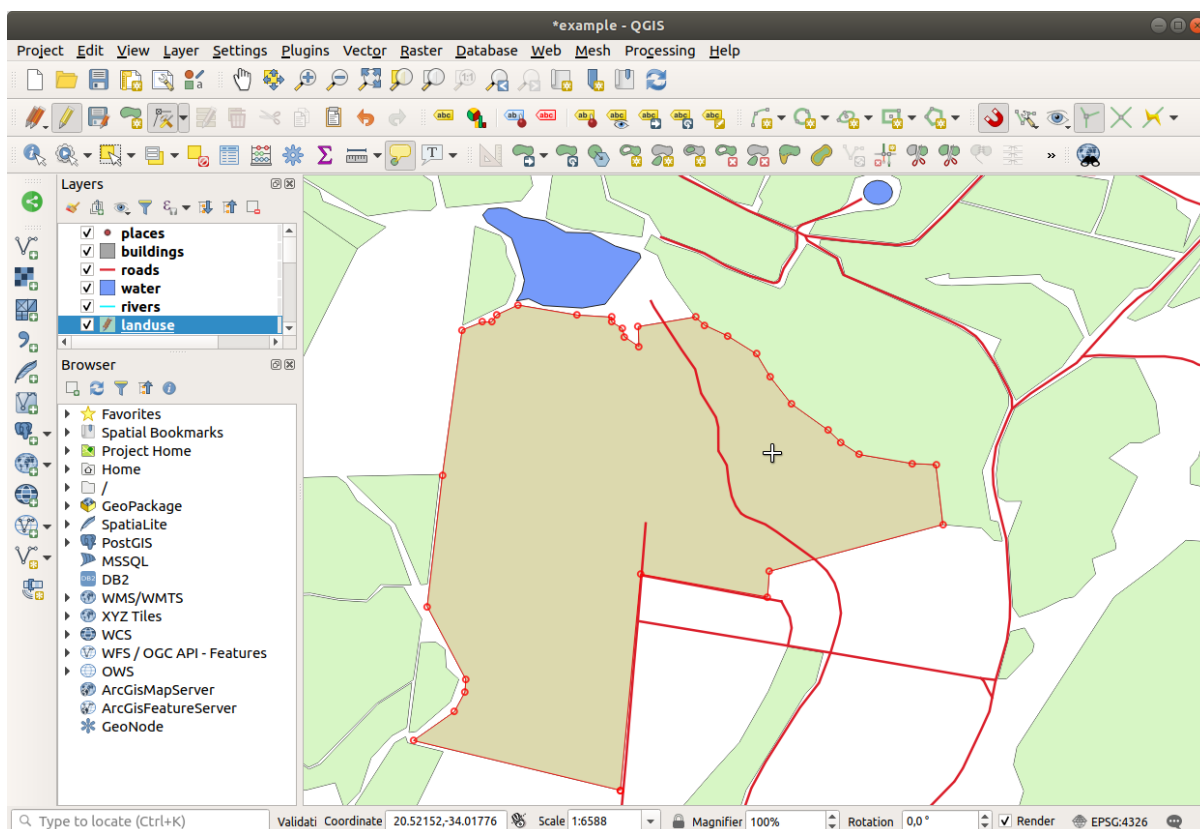 *example - QGIS
Project Edit View Layer Settings Plugins Vector Raster Database Web Mesh Processing Help
Layers
places
buildings
roads
water
rivers
landuse
Browser
Favorites
Spatial Bookmarks
Project Home
Home
/
GeoPackage
SpatiaLite
PostGIS
MSSQL
DB2
WMS/WMTS
XYZ Tiles
WCS
WFS / OGC API - Features
OWS
ArcGisMapServer
ArcGisFeatureServer
GeoNode
Type to locate (Ctrl+K) Validati Coordinate 20.52152,-34.01776 Scale 1:6588 Magnifier 100% Rotation 0,0 ° Render EPSG:4326